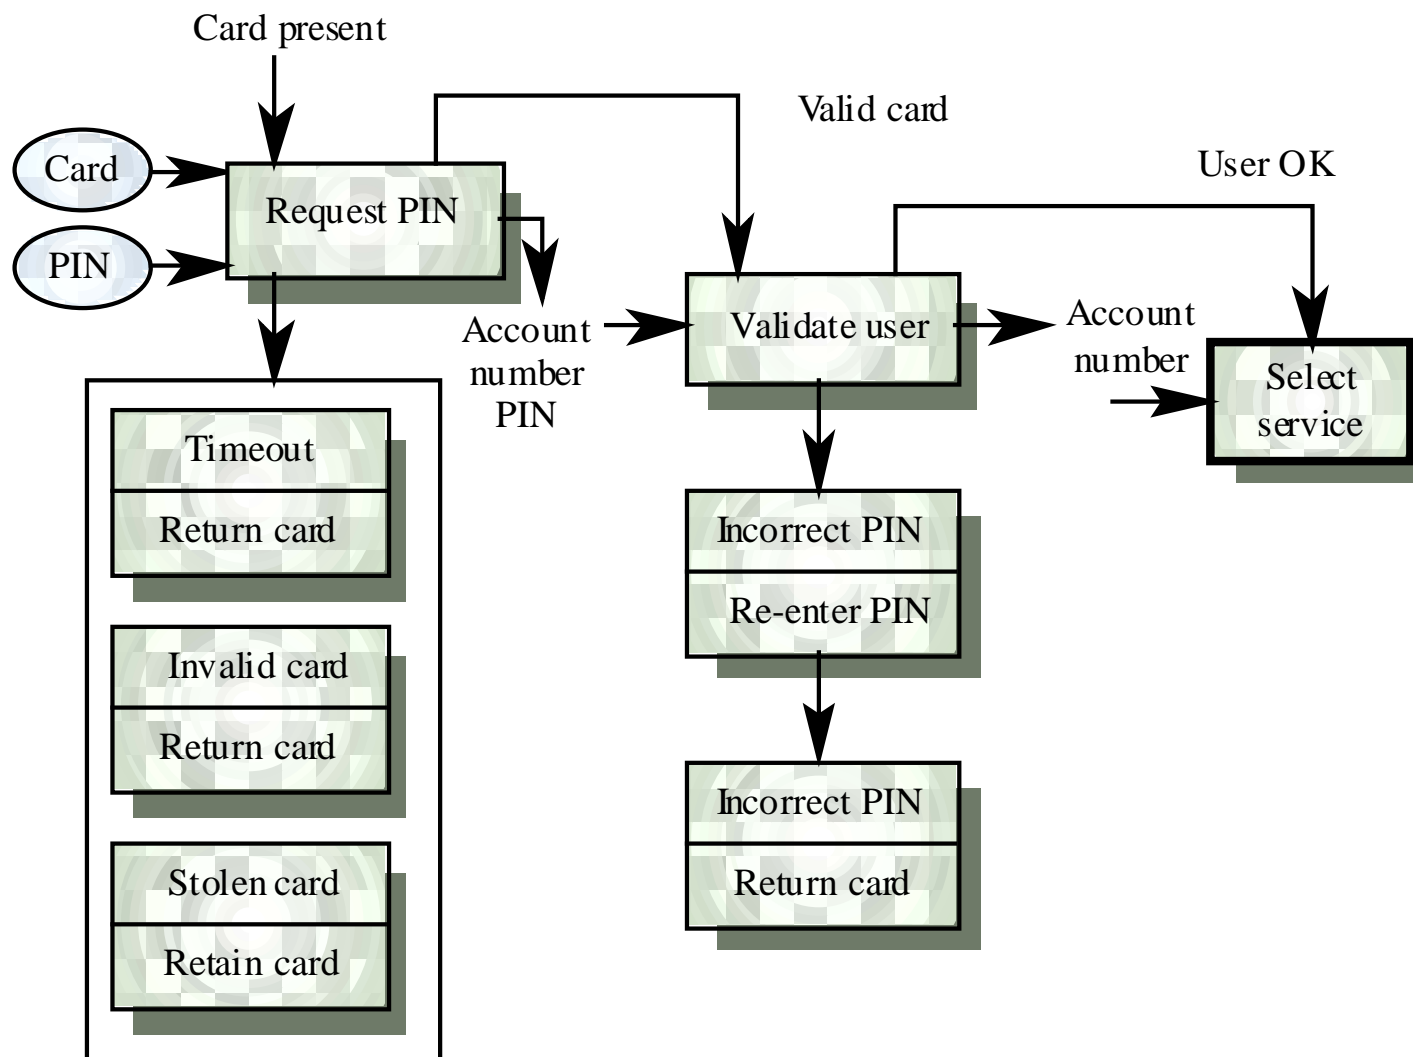 Card present
Valid card
Card
User OK
Request PIN
PIN
Account
number
PIN
Validate user
Account
number
Select
service
Timeout
Return card
Incorrect PIN
Re-enter PIN
Invalid card
Return card
Incorrect PIN
Return card
Stolen card
Retain card